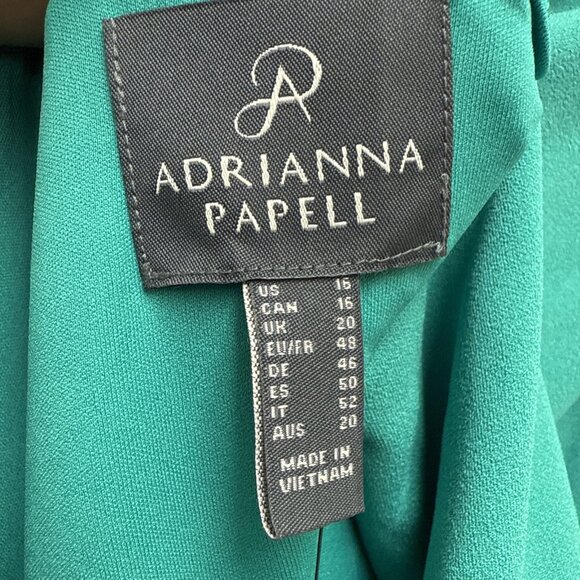 ADRIANNA
PAPELL
US 16
CAN 16
UK 20
EU/FR 48
DE 46
ES 50
IT 52
AUS 20
MADE IN
VIETNAM